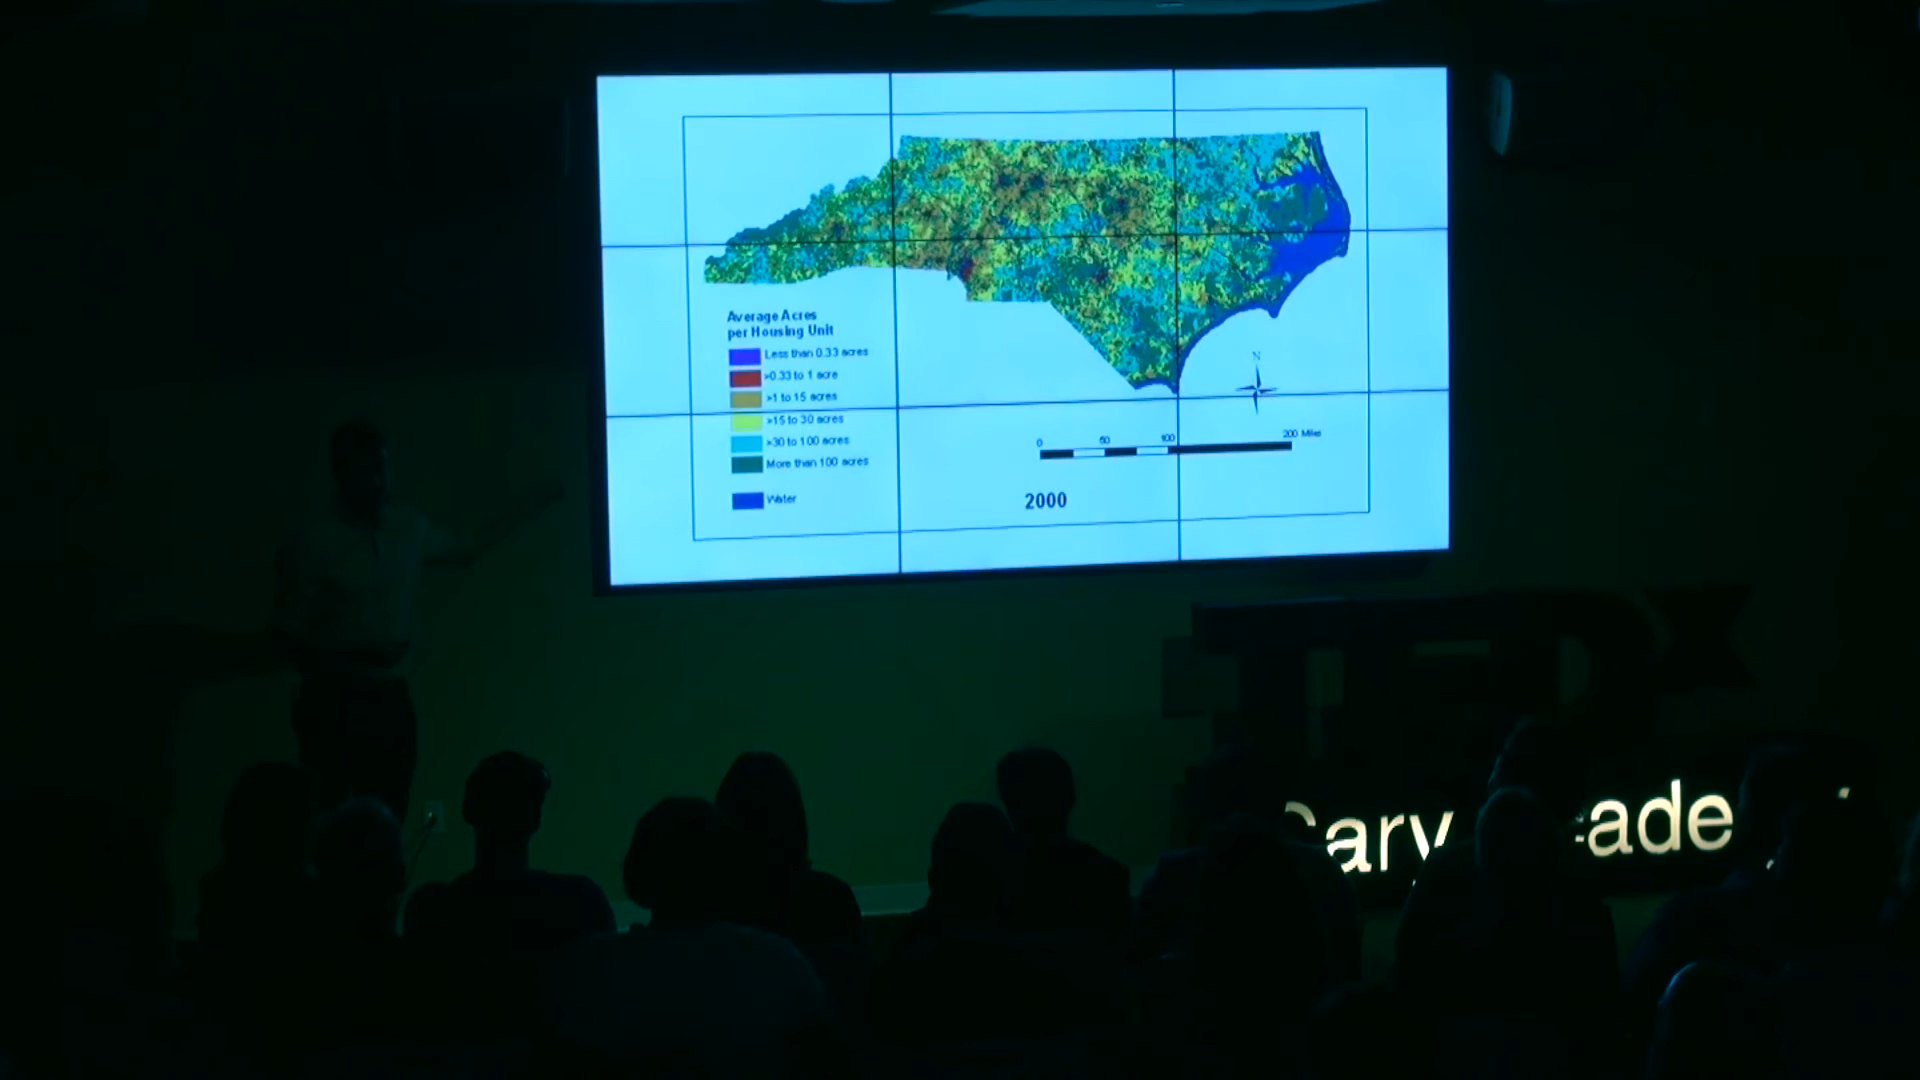 Average Acres
per Housing Unit
Less than 0.33 acres
>0.33 to 1 acre
>1 to 15 acres
>15 to 30 acres
>30 to 100 acres
More than 100 acres
Water
N
0 50 100 200 Miles
2000
Cary
ade